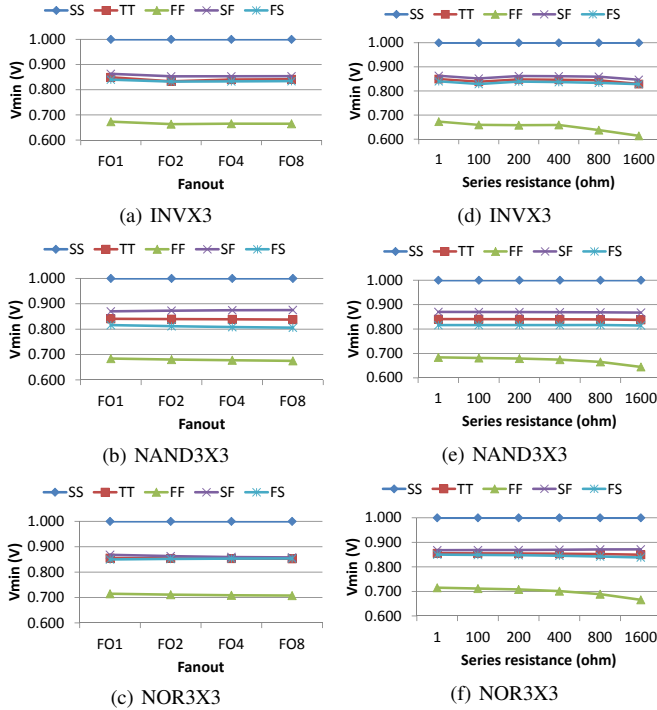 SS TT FF SF FS
1.000
0.900
0.800
0.700
0.600
Vmin (V)
FO1 FO2 FO4 FO8
Fanout
(a) INVX3
SS TT FF SF FS
1.000
0.900
0.800
0.700
0.600
Vmin (V)
FO1 FO2 FO4 FO8
Fanout
(b) NAND3X3
SS TT FF SF FS
1.000
0.900
0.800
0.700
0.600
Vmin (V)
FO1 FO2 FO4 FO8
Fanout
(c) NOR3X3
SS TT FF SF FS
1.000
0.900
0.800
0.700
0.600
Vmin (V)
1 100 200 400 800 1600
Series resistance (ohm)
(d) INVX3
SS TT FF SF FS
1.000
0.900
0.800
0.700
0.600
Vmin (V)
1 100 200 400 800 1600
Series resistance (ohm)
(e) NAND3X3
SS TT FF SF FS
1.000
0.900
0.800
0.700
0.600
Vmin (V)
1 100 200 400 800 1600
Series resistance (ohm)
(f) NOR3X3